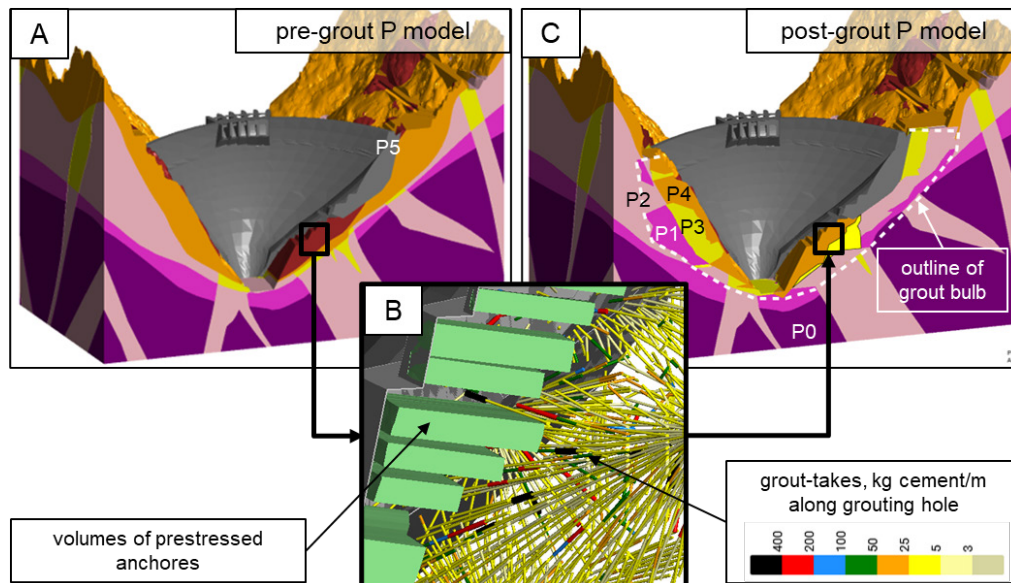 A
pre-grout P model
C
post-grout P model
P5
P2
P4
P3
P1
outline of
grout bulb
P0
B
grout-takes, kg cement/m
along grouting hole
400
200
100
50
25
5
3
volumes of prestressed
anchores